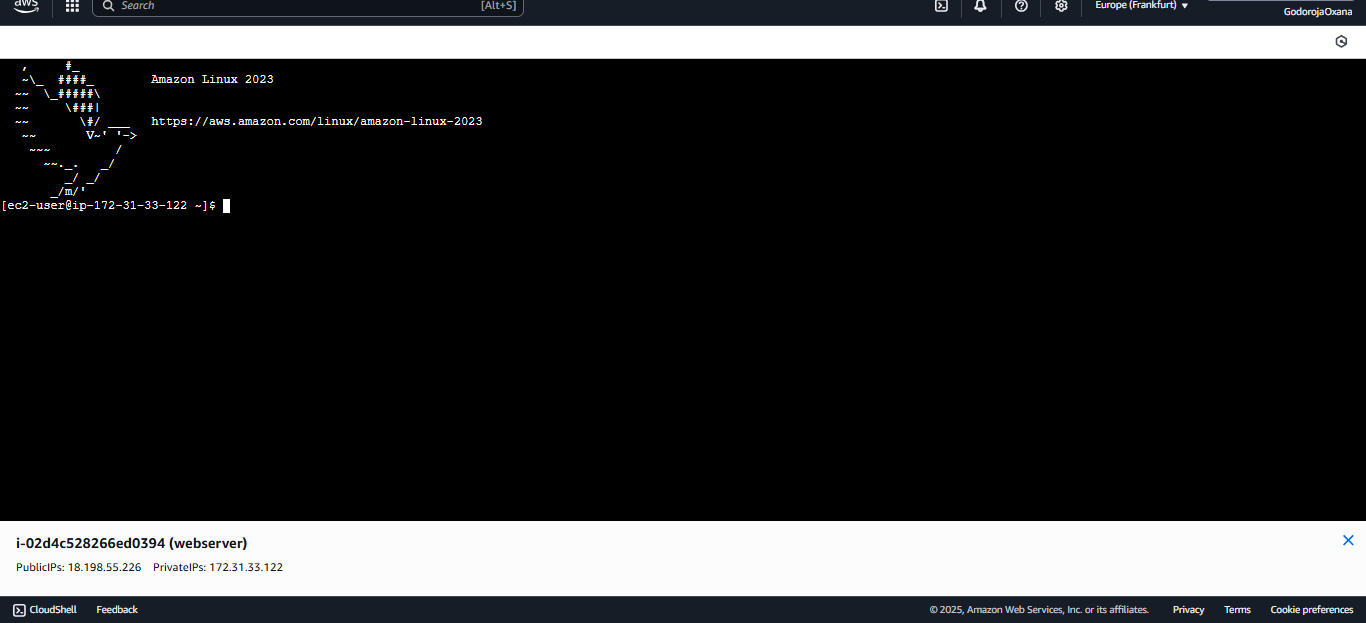 aws
Search [Alt+S] Europe (Frankfurt) ▼ GodorojaOxana
   ,     #_
   ~\_  ####_        Amazon Linux 2023
  ~~  \_#####\
  ~~     \###|
  ~~       \#/ ___   https://aws.amazon.com/linux/amazon-linux-2023
   ~~       V~' '->
    ~~~         /
      ~~._.   _/
         _/ _/
       _/m/'
[ec2-user@ip-172-31-33-122 ~]$
i-02d4c528266ed0394 (webserver)
PublicIPs: 18.198.55.226 PrivateIPs: 172.31.33.122
CloudShell Feedback © 2025, Amazon Web Services, Inc. or its affiliates. Privacy Terms Cookie preferences